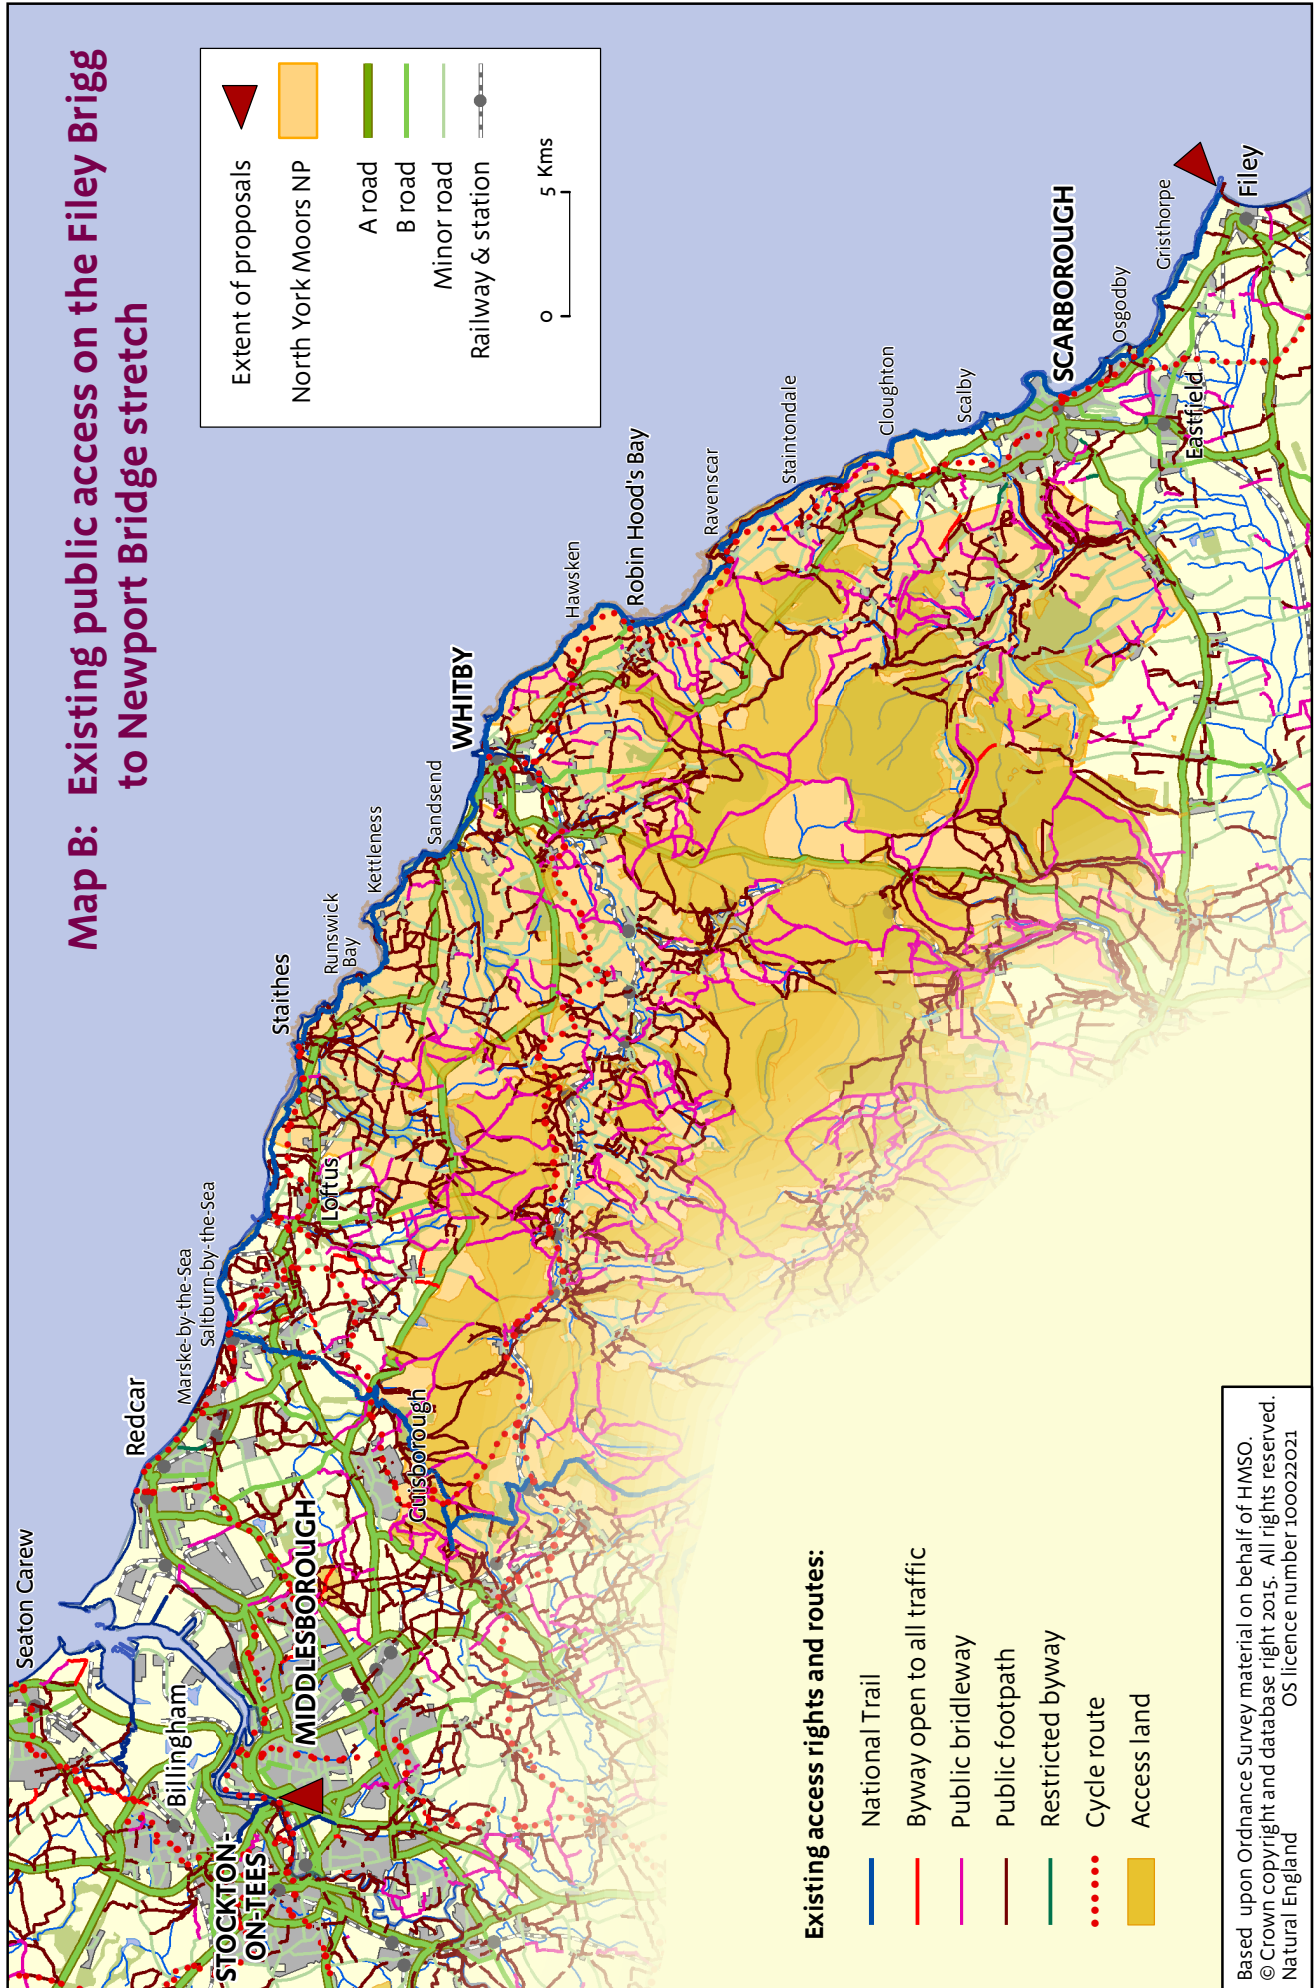 Map B: Existing public access on the Filey Brigg
to Newport Bridge stretch
Extent of proposals
North York Moors NP
A road
B road
Minor road
Railway & station
0 5 Kms
Seaton Carew
Billingham
STOCKTON-
ON-TEES
MIDDLESBOROUGH
Redcar
Marske-by-the-sea
Saltburn-by-the-Sea
Guisborough
Loftus
Staithes
Runswick
Bay
Kettleness
Sandsend
WHITBY
Hawsken
Robin Hood's Bay
Ravenscar
Staintondale
Cloughton
Scalby
SCARBOROUGH
Osgodby
Eastfield
Gristhorpe
Filey
Existing access rights and routes:
National Trail
Byway open to all traffic
Public bridleway
Public footpath
Restricted byway
Cycle route
Access land
Based upon Ordnance Survey material on behalf of HMSO.
© Crown copyright and database right 2015. All rights reserved.
Natural England OS licence number 100022021